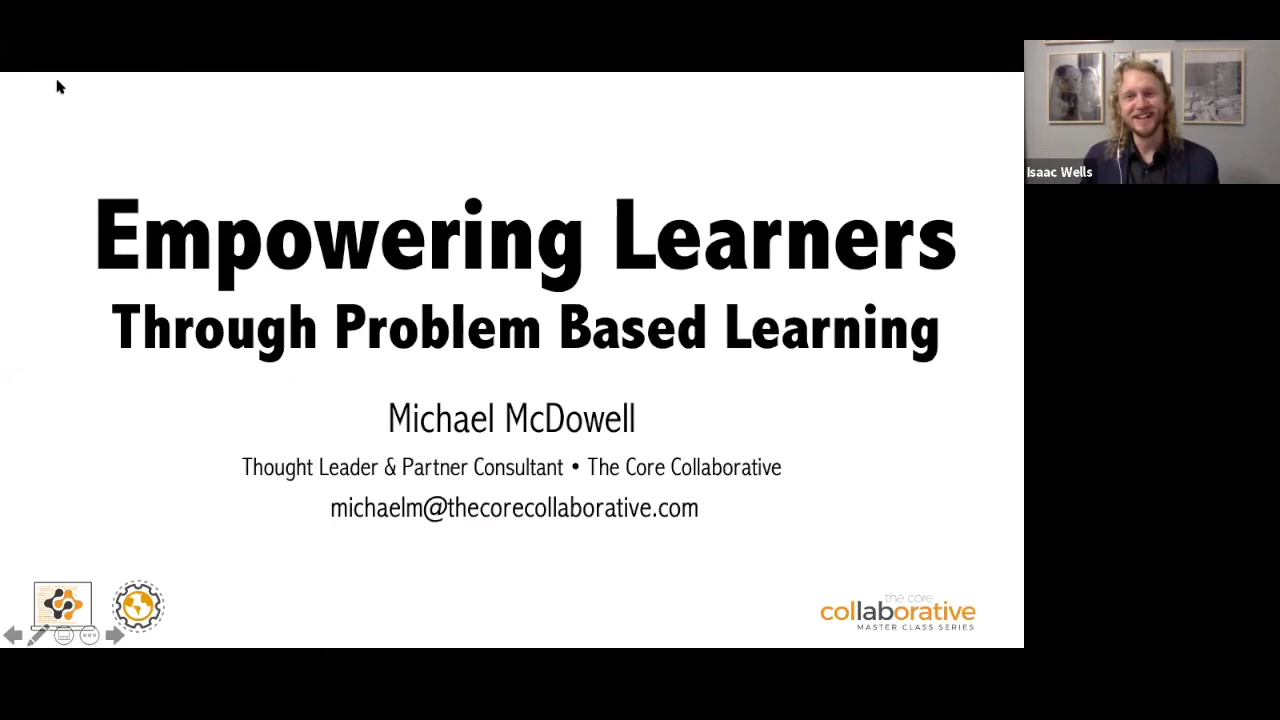 Empowering Learners
Through Problem Based Learning
Michael McDowell
Thought Leader & Partner Consultant • The Core Collaborative
michaelm@thecorecollaborative.com
the core
collaborative
MASTER CLASS SERIES
Isaac Wells